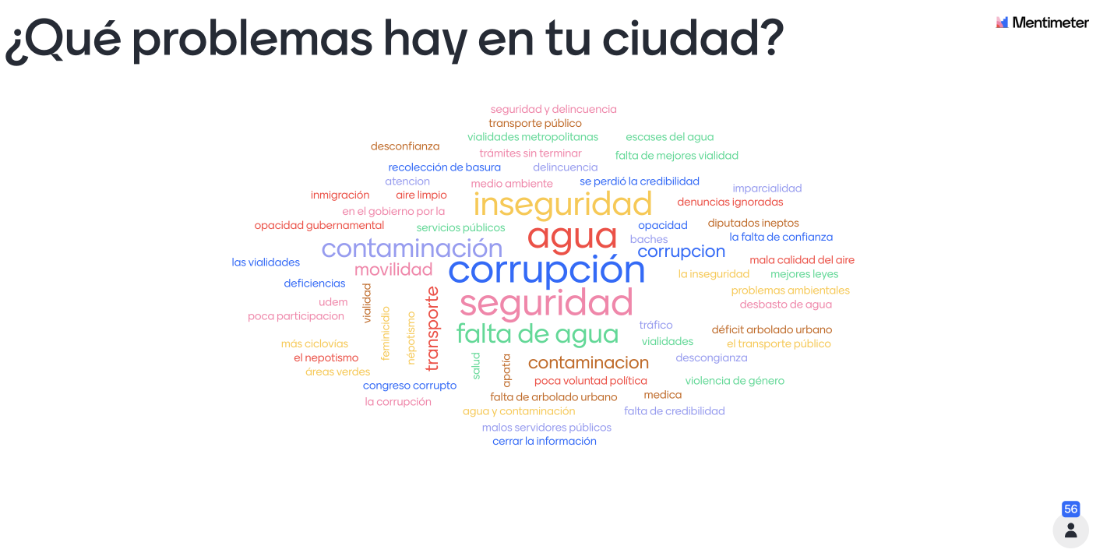 ¿Qué problemas hay en tu ciudad?
Mentimeter
seguridad y delincuencia
transporte público
vialidades metropolitanas
escases del agua
desconfianza
trámites sin terminar
falta de mejores vialidad
recolección de basura
delincuencia
atencion
medio ambiente
se perdió la credibilidad
imparcialidad
inmigración
aire limpio
inseguridad
denuncias ignoradas
en el gobierno por la
opacidad gubernamental
servicios públicos
agua
opacidad
diputados ineptos
baches
la falta de confianza
contaminación
corrupcion
las vialidades
movilidad
corrupción
mala calidad del aire
la inseguridad
mejores leyes
deficiencias
problemas ambientales
udem
vialidad
seguridad
desbasto de agua
poca participacion
feminicidio
népotismo
transporte
falta de agua
tráfico
déficit arbolado urbano
más ciclovías
vialidades
el transporte público
el nepotismo
salud
apatia
contaminacion
descongianza
áreas verdes
congreso corrupto
poca voluntad política
violencia de género
la corrupción
falta de arbolado urbano
medica
agua y contaminación
falta de credibilidad
malos servidores públicos
cerrar la información
56